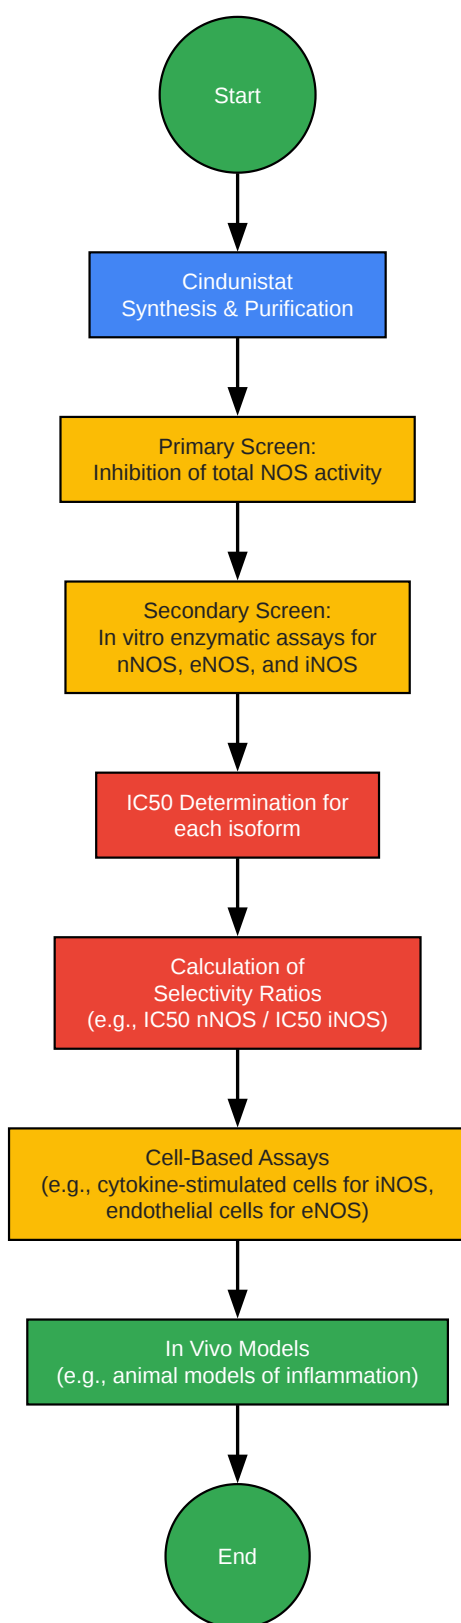 Start
Cindunistat
Synthesis & Purification
Primary Screen:
Inhibition of total NOS activity
Secondary Screen:
In vitro enzymatic assays for
nNOS, eNOS, and iNOS
IC50 Determination for
each isoform
Calculation of
Selectivity Ratios
(e.g., IC50 nNOS / IC50 iNOS)
Cell-Based Assays
(e.g., cytokine-stimulated cells for iNOS,
endothelial cells for eNOS)
In Vivo Models
(e.g., animal models of inflammation)
End